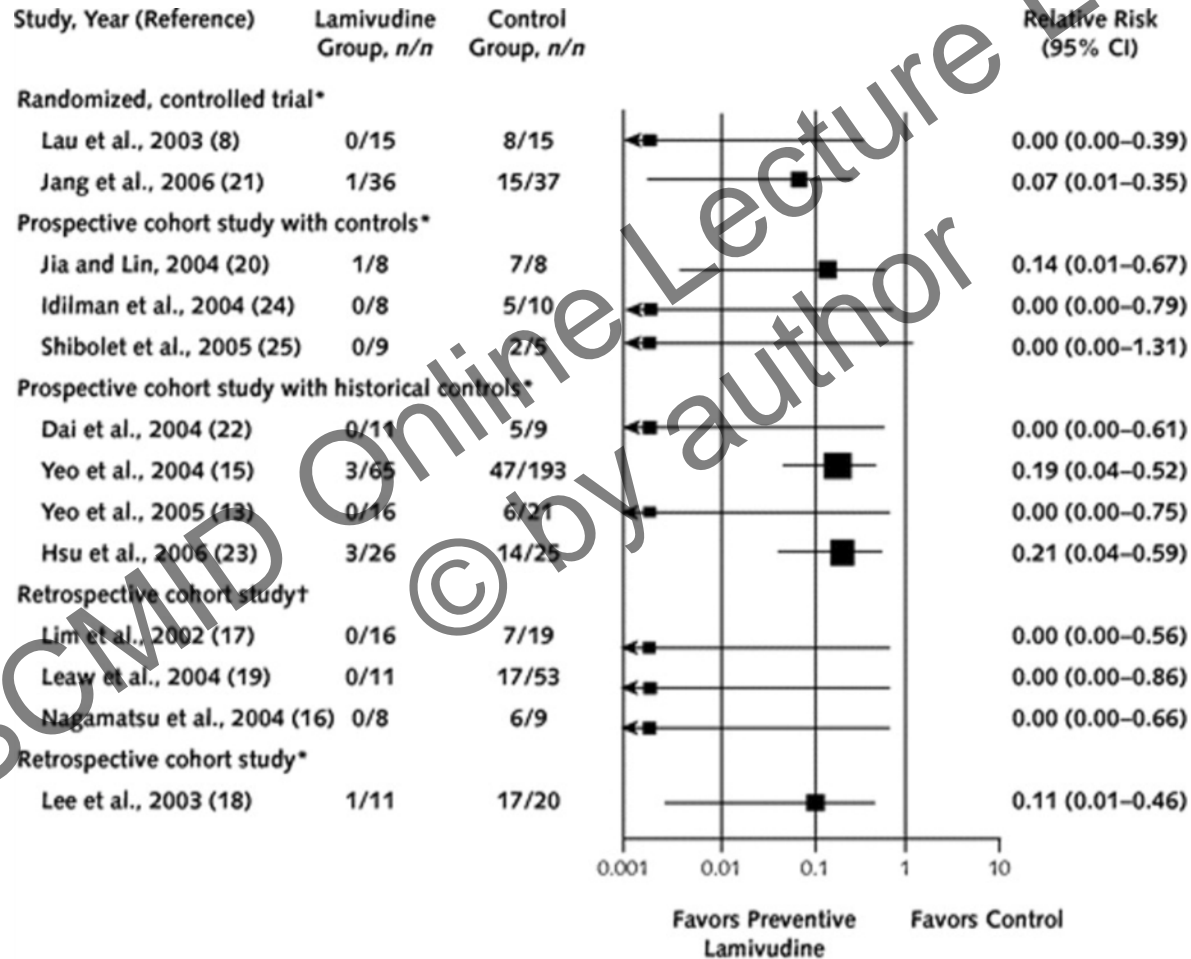 Study, Year (Reference) Lamivudine Group, n/n Control Group, n/n Relative Risk (95% CI)
Randomized, controlled trial*
Lau et al., 2003 (8) 0/15 8/15 0.00 (0.00–0.39)
Jang et al., 2006 (21) 1/36 15/37 0.07 (0.01–0.35)
Prospective cohort study with controls*
Jia and Lin, 2004 (20) 1/8 7/8 0.14 (0.01–0.67)
Idilman et al., 2004 (24) 0/8 5/10 0.00 (0.00–0.79)
Shibolet et al., 2005 (25) 0/9 2/5 0.00 (0.00–1.31)
Prospective cohort study with historical controls*
Dai et al., 2004 (22) 0/11 5/9 0.00 (0.00–0.61)
Yeo et al., 2004 (15) 3/65 47/193 0.19 (0.04–0.52)
Yeo et al., 2005 (13) 0/16 6/21 0.00 (0.00–0.75)
Hsu et al., 2006 (23) 3/26 14/25 0.21 (0.04–0.59)
Retrospective cohort study†
Lim et al., 2002 (17) 0/16 7/19 0.00 (0.00–0.56)
Leaw et al., 2004 (19) 0/11 17/53 0.00 (0.00–0.86)
Nagamatsu et al., 2004 (16) 0/8 6/9 0.00 (0.00–0.66)
Retrospective cohort study*
Lee et al., 2003 (18) 1/11 17/20 0.11 (0.01–0.46)
0.001 0.01 0.1 1 10
Favors Preventive Lamivudine Favors Control
SCMID Online Lecture L
© by author